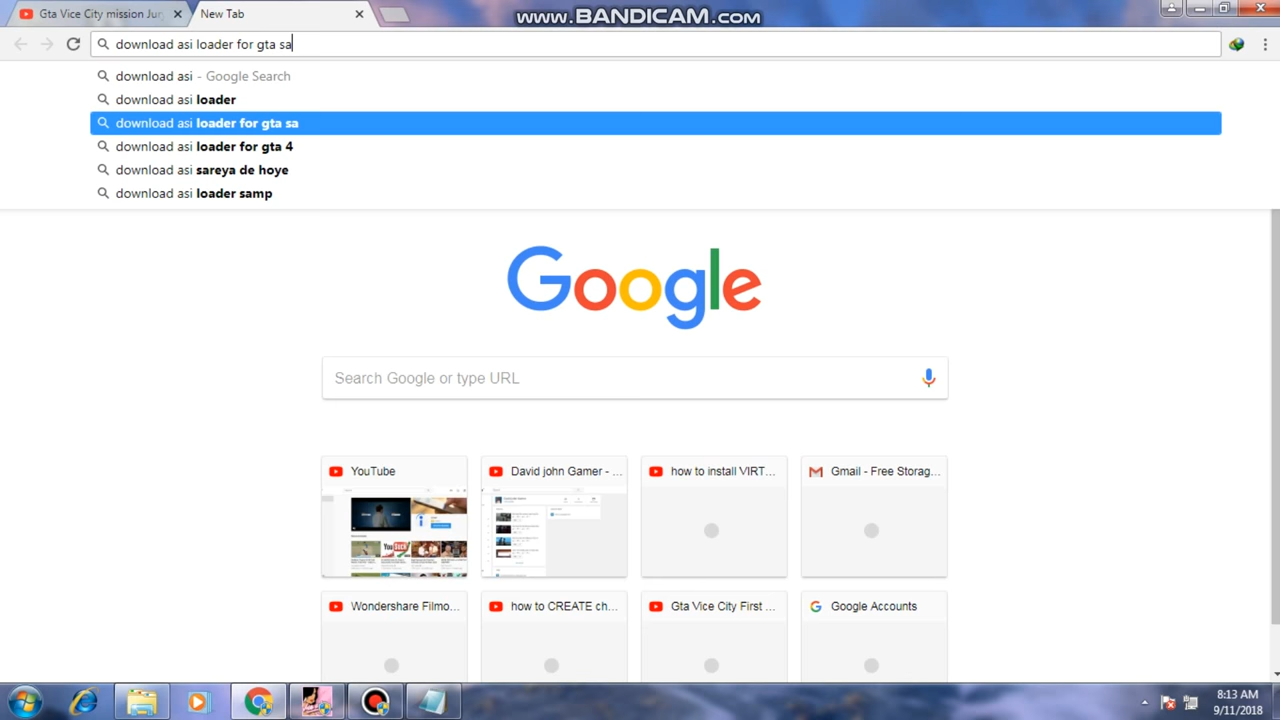 Gta Vice City mission Jur
New Tab
www.BANDICAM.com
download asi loader for gta sa
download asi - Google Search
download asi loader
download asi loader for gta sa
download asi loader for gta 4
download asi sareya de hoye
download asi loader samp
Google
Search Google or type URL
YouTube
David john Gamer - ...
how to install VIRT...
Gmail - Free Storag...
Wondershare Filmo...
how to CREATE ch...
Gta Vice City First ...
Google Accounts
8:13 AM
9/11/2018